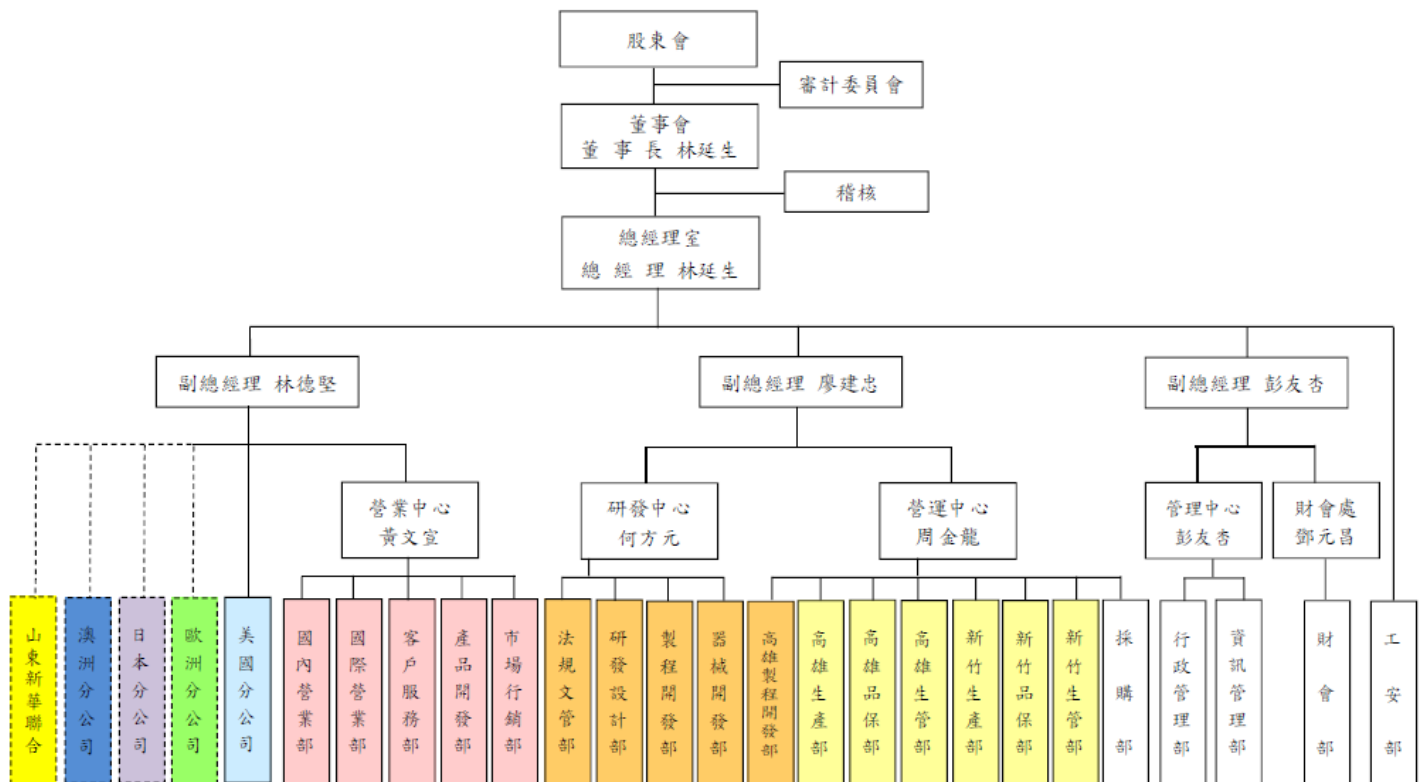 股東會
審計委員會
董事會
董 事 長 林延生
稽核
總經理室
總 經 理 林延生
副總經理 林德堅
副總經理 廖建忠
副總經理 彭友杏
營業中心
黃文宣
研發中心
何方元
營運中心
周金龍
管理中心
彭友杏
財會處
鄧元昌
山東新華聯合
澳洲分公司
日本分公司
歐洲分公司
美國分公司
國內營業部
國際營業部
客戶服務部
產品開發部
市場行銷部
法規文管部
研發設計部
製程開發部
器械開發部
高雄製程開發部
高雄生產部
高雄品保部
高雄生管部
新竹生產部
新竹品保部
新竹生管部
採購部
行政管理部
資訊管理部
財會部
工安部